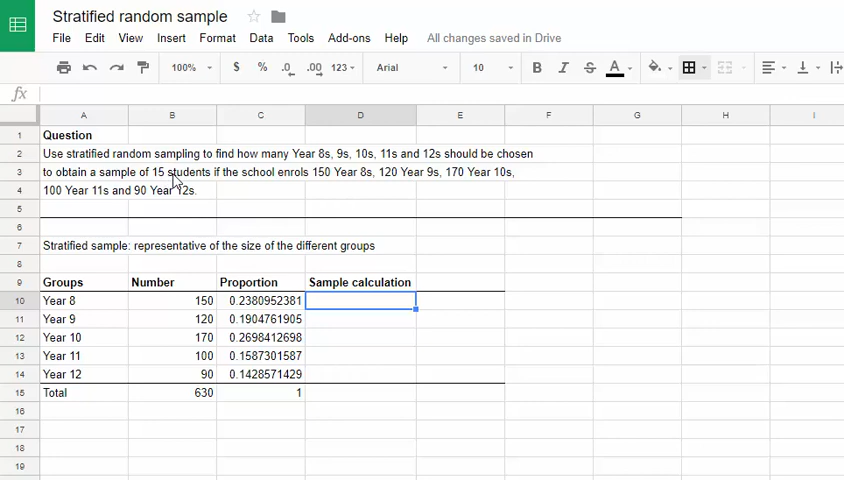 Stratified random sample
File Edit View Insert Format Data Tools Add-ons Help All changes saved in Drive
100% $ % .0 .00 123 Arial 10 B I S A
fx
A B C D E F G H I
1 Question
2 Use stratified random sampling to find how many Year 8s, 9s, 10s, 11s and 12s should be chosen
3 to obtain a sample of 15 students if the school enrols 150 Year 8s, 120 Year 9s, 170 Year 10s,
4 100 Year 11s and 90 Year 12s.
5
6
7 Stratified sample: representative of the size of the different groups
8
9 Groups Number Proportion Sample calculation
10 Year 8 150 0.2380952381
11 Year 9 120 0.1904761905
12 Year 10 170 0.2698412698
13 Year 11 100 0.1587301587
14 Year 12 90 0.1428571429
15 Total 630 1
16
17
18
19